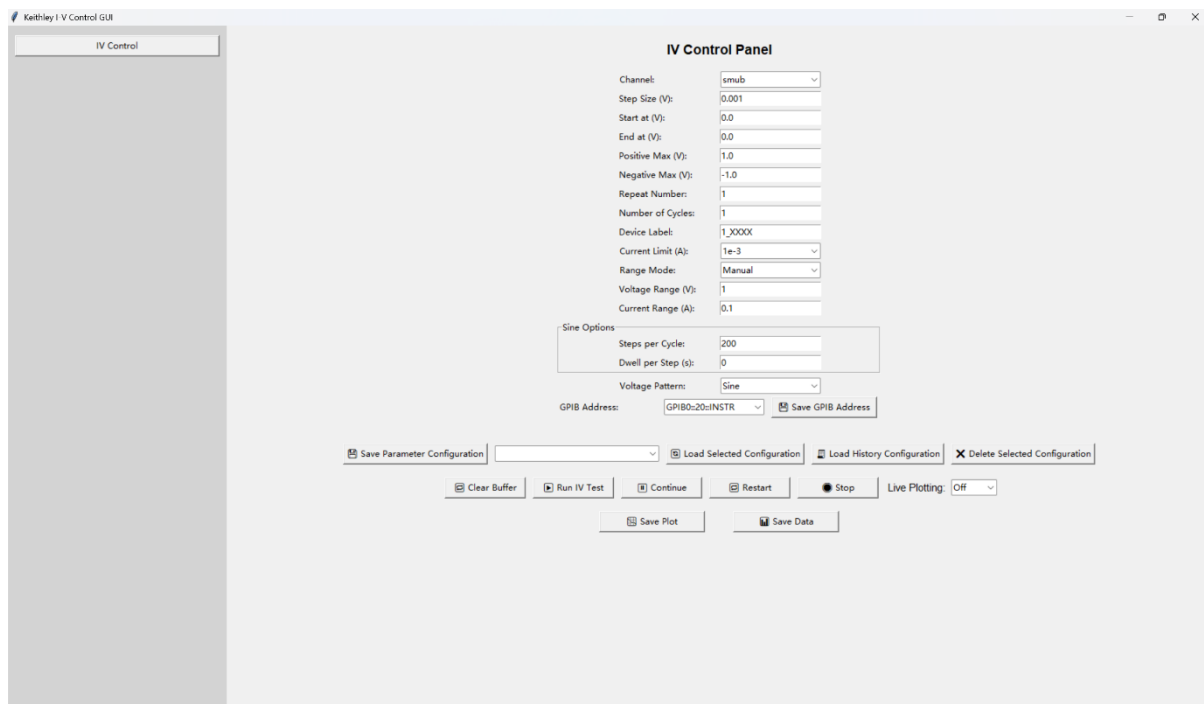 Keithley I-V Control GUI
IV Control
IV Control Panel
Channel: smub
Step Size (V): 0.001
Start at (V): 0.0
End at (V): 0.0
Positive Max (V): 1.0
Negative Max (V): -1.0
Repeat Number: 1
Number of Cycles: 1
Device Label: 1_XXXX
Current Limit (A): 1e-3
Range Mode: Manual
Voltage Range (V): 1
Current Range (A): 0.1
Sine Options
Steps per Cycle: 200
Dwell per Step (s): 0
Voltage Pattern: Sine
GPIB Address: GPIB0::20::INSTR Save GPIB Address
Save Parameter Configuration Load Selected Configuration Load History Configuration Delete Selected Configuration
Clear Buffer Run IV Test Continue Restart Stop Live Plotting: Off
Save Plot Save Data